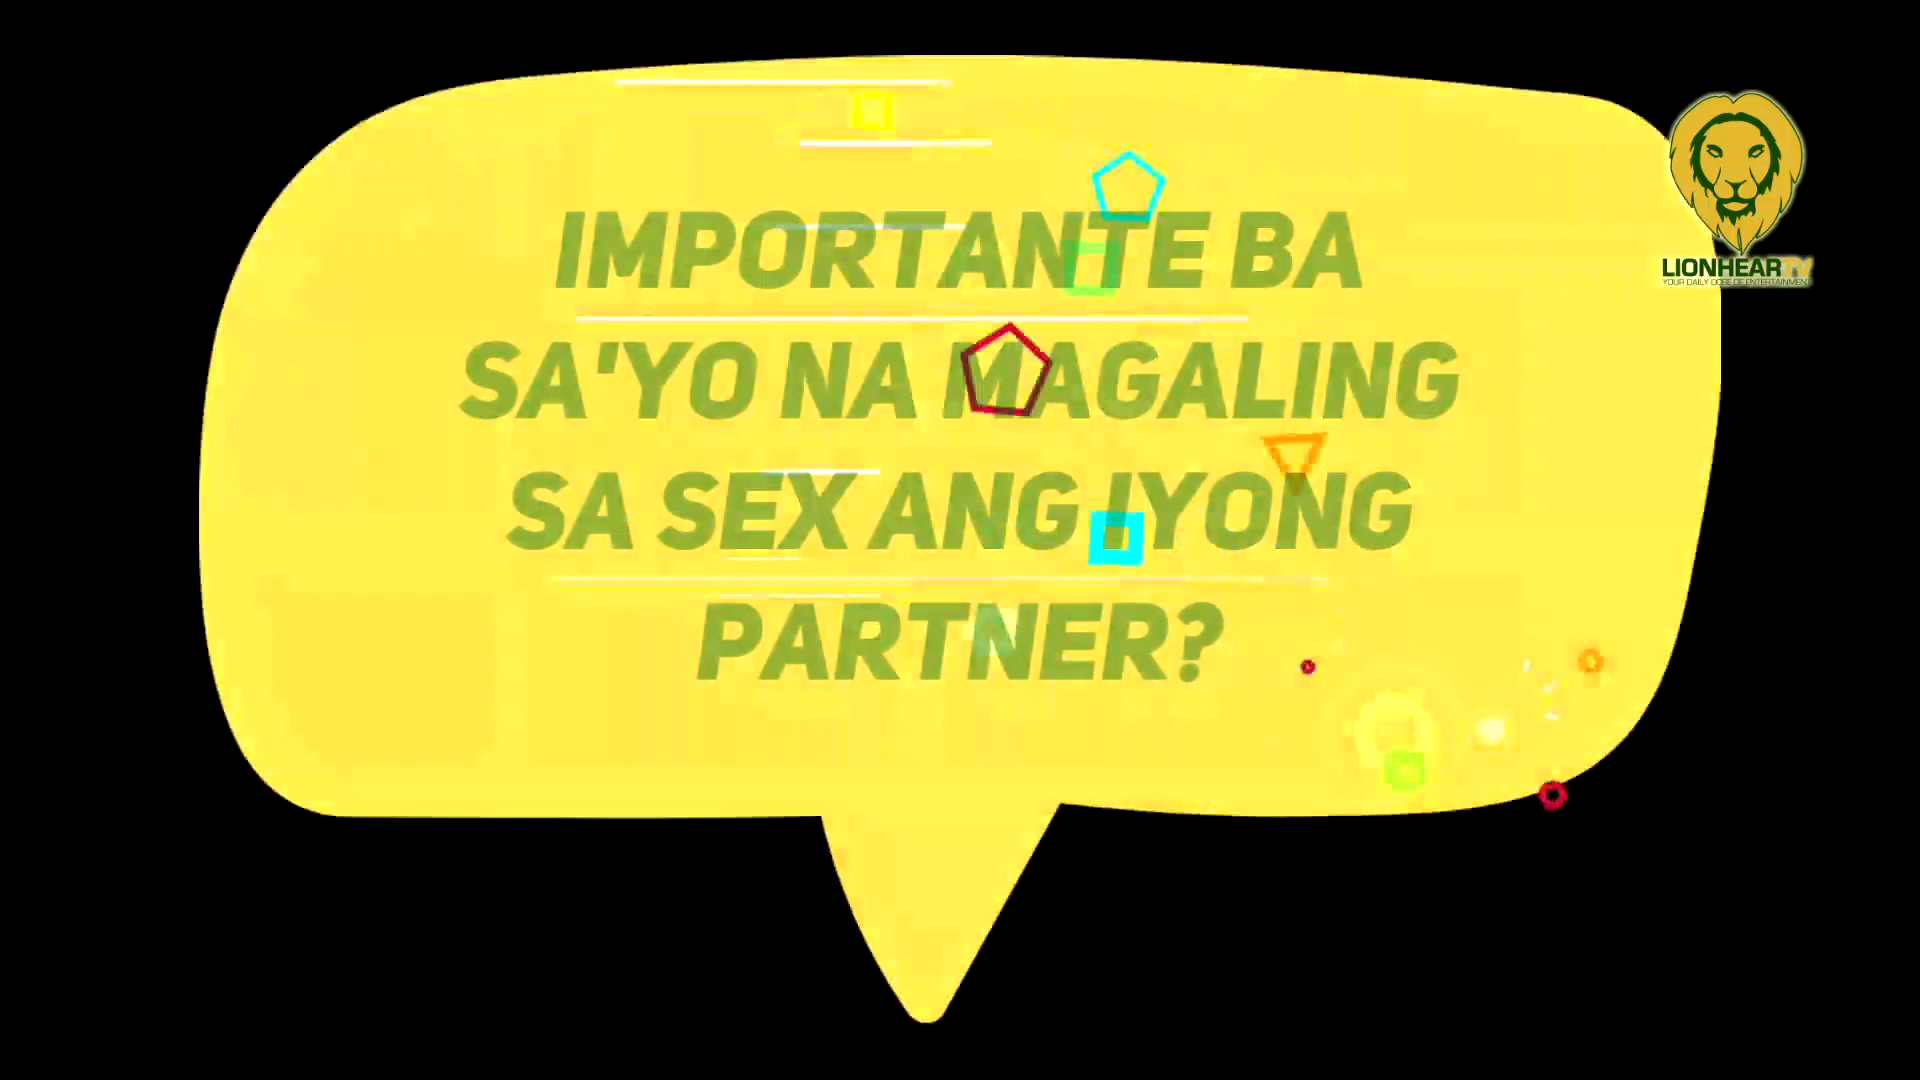 IMPORTANTE BA
SA'YO NA MAGALING
SA SEX ANG IYONG
PARTNER?
LIONHEARTV
YOUR DAILY DOSE OF ENTERTAINMENT